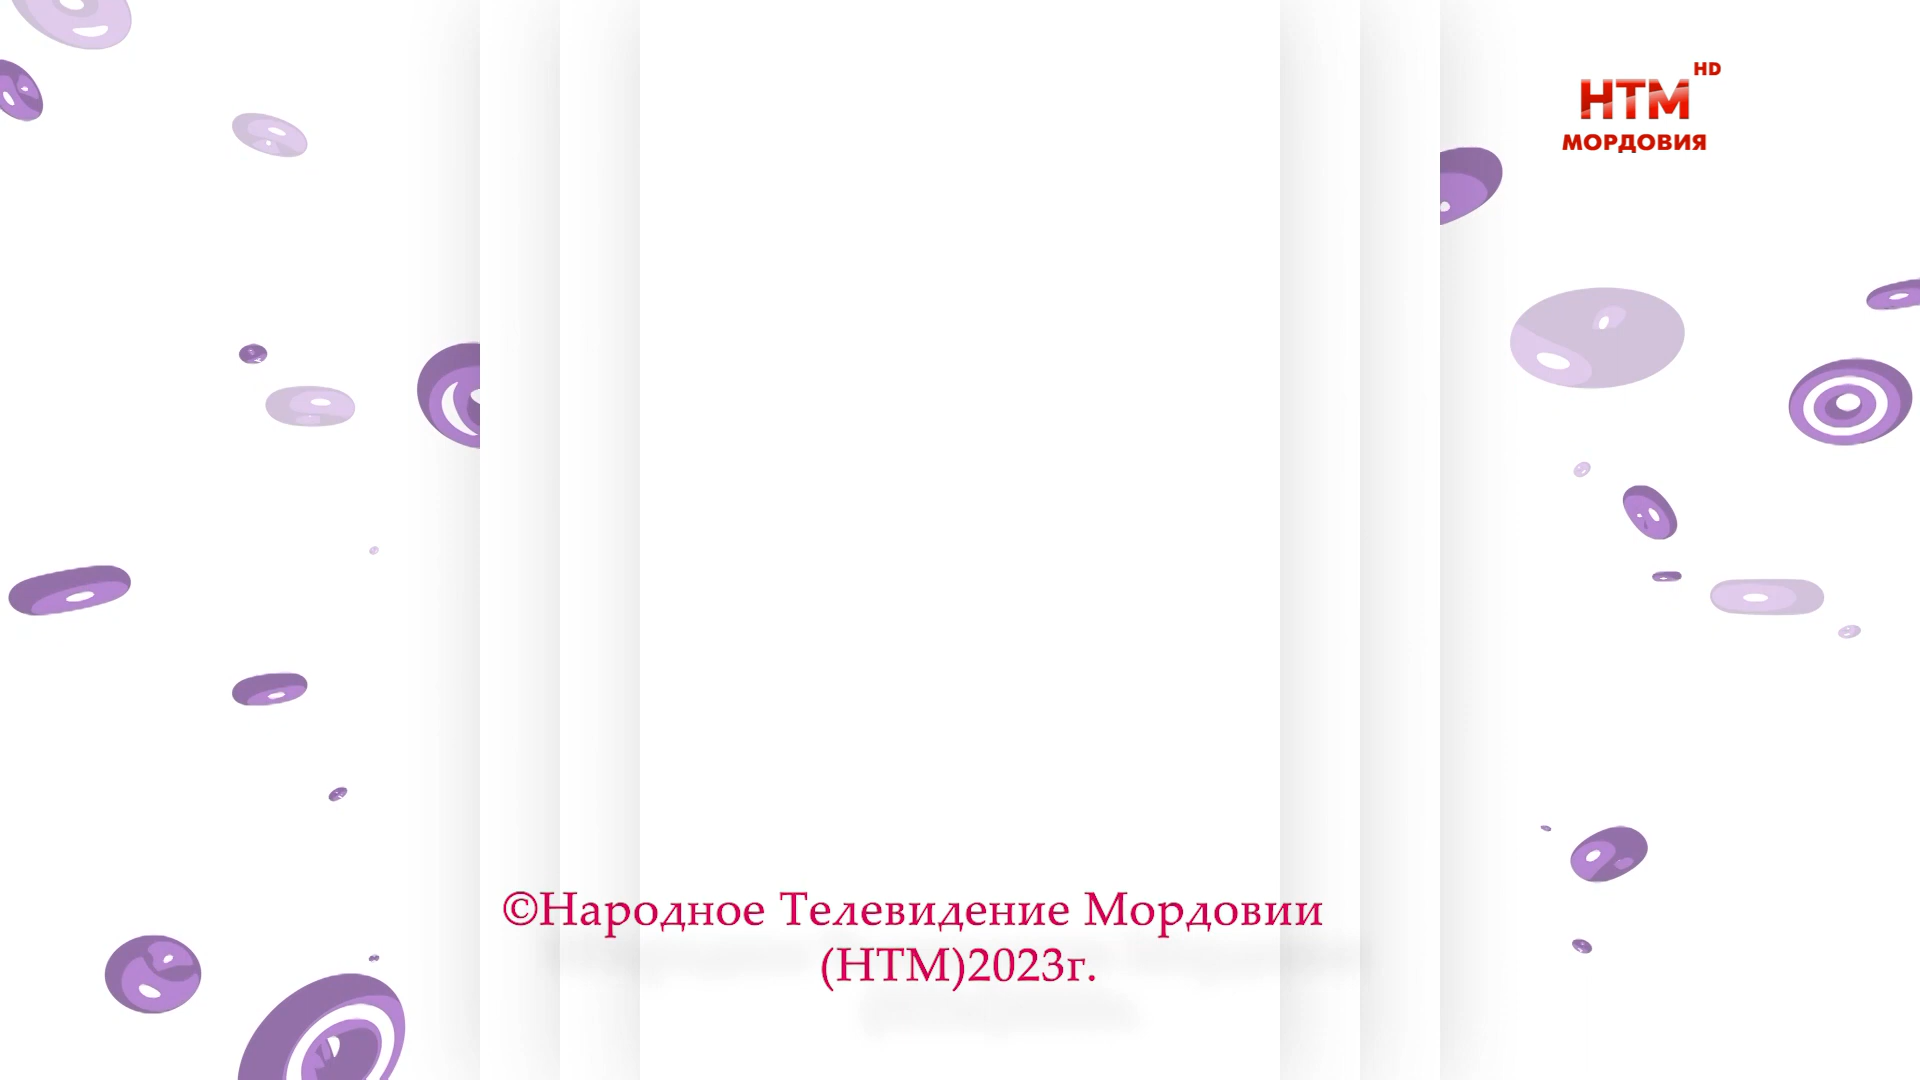 HD
НТМ
МОРДОВИЯ
©Народное Телевидение Мордовии
(НТМ)2023г.